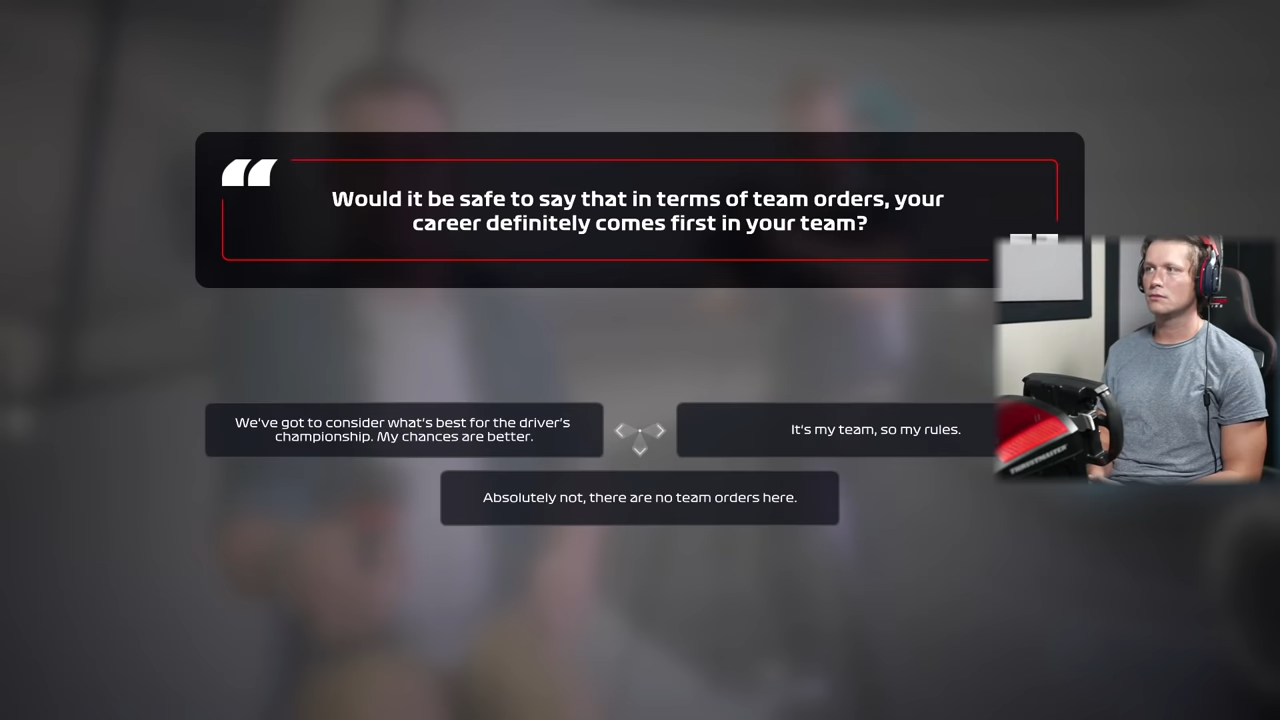 Would it be safe to say that in terms of team orders, your
career definitely comes first in your team?
We've got to consider what's best for the driver's
championship. My chances are better.
It's my team, so my rules.
Absolutely not, there are no team orders here.
THRUSTMASTER